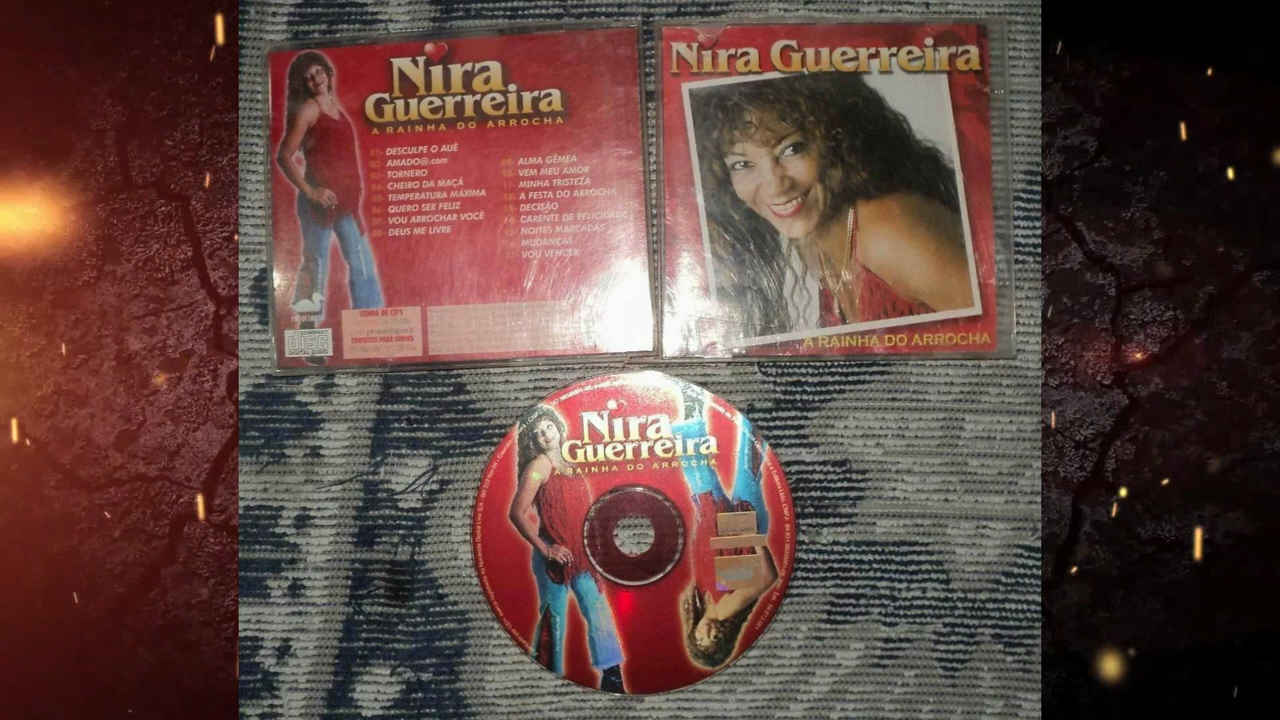 Nira
Guerreira
A RAINHA DO ARROCHA
01- DESCULPE O AUÊ
02- AMADO@.com
03- TORNERO
04- CHEIRO DA MAÇÃ
05- TEMPERATURA MÁXIMA
06- QUERO SER FELIZ
07- VOU ARROCHAR VOCÊ
08- DEUS ME LIVRE
09- ALMA GÊMEA
10- VEM MEU AMOR
11- MINHA TRISTEZA
12- A FESTA DO ARROCHA
13- DECISÃO
14- CARENTE DE FELICIDADE
15- NOITES MARCADAS
16- MUDANÇAS
17- VOU VENCER
VENDA DE CD'S
CONTATOS PARA SHOWS
COMPACT
DISC
DIGITAL AUDIO
Nira Guerreira
A RAINHA DO ARROCHA
Nira
Guerreira
A RAINHA DO ARROCHA